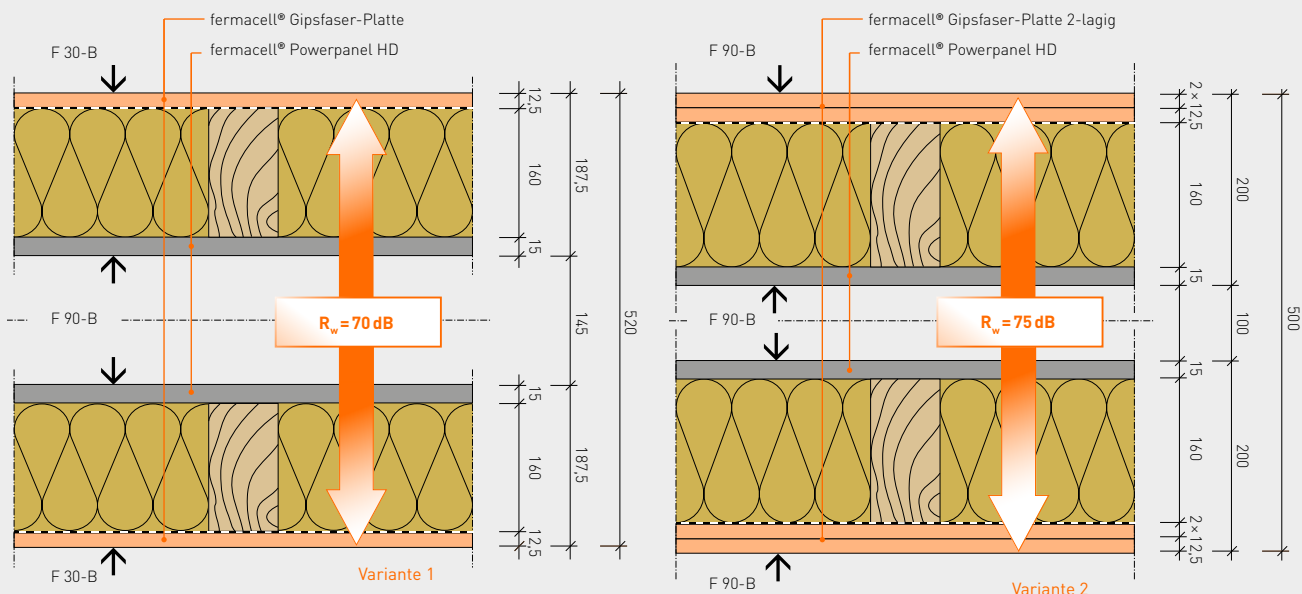 fermacell® Gipsfaser-Platte
fermacell® Powerpanel HD
F 30-B
12,5
160
15
187,5
F 90-B
145
520
R_w = 70 dB
15
160
12,5
187,5
F 30-B
Variante 1
fermacell® Gipsfaser-Platte 2-lagig
fermacell® Powerpanel HD
F 90-B
2 × 12,5
160
15
200
F 90-B
100
500
R_w = 75 dB
15
160
2 × 12,5
200
F 90-B
Variante 2